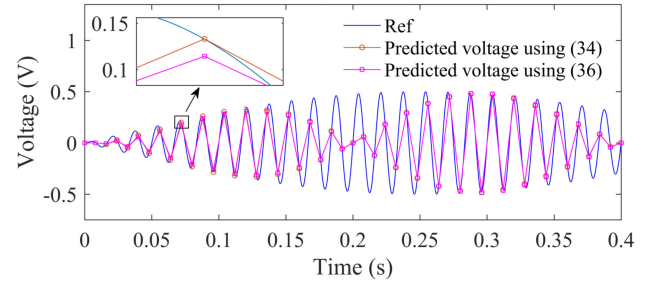 Ref
Predicted voltage using (34)
Predicted voltage using (36)
0.15
0.1
1
0.5
0
-0.5
Voltage (V)
0 0.05 0.1 0.15 0.2 0.25 0.3 0.35 0.4
Time (s)